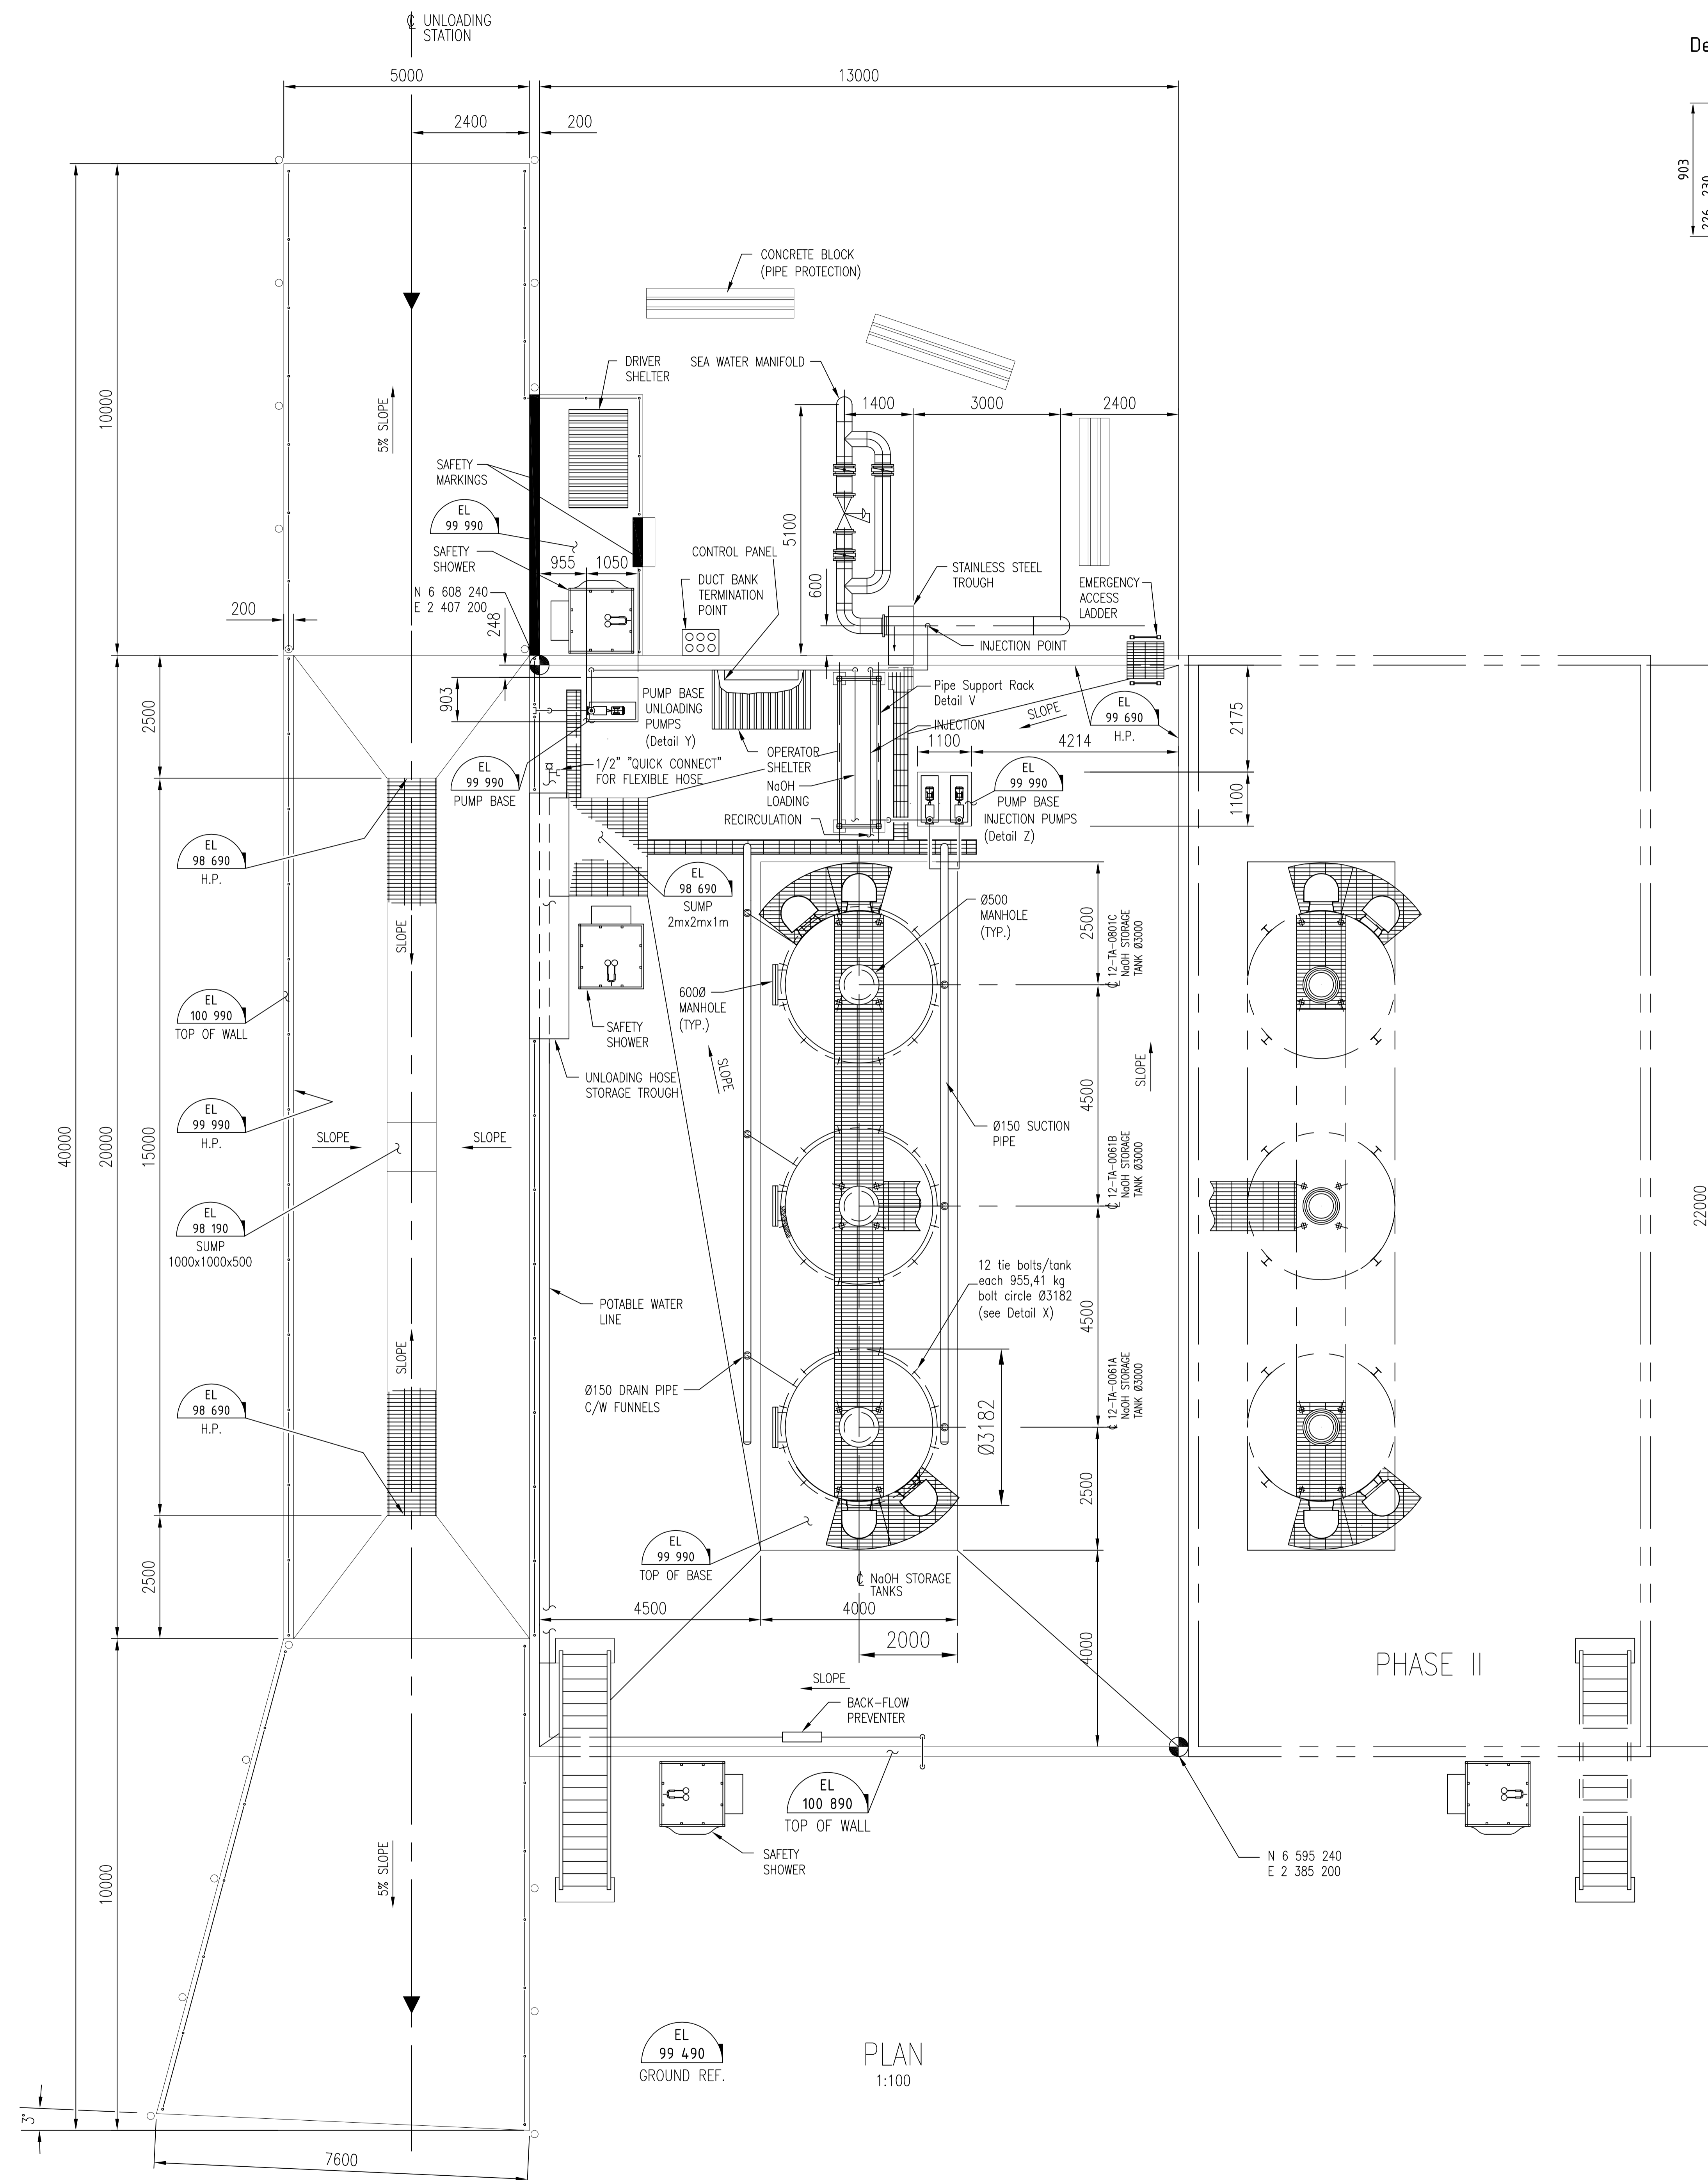 ℄ UNLOADING
STATION
De
5000
13000
2400
200
903
230
CONCRETE BLOCK
(PIPE PROTECTION)
DRIVER
SHELTER
SEA WATER MANIFOLD
1400
3000
2400
10000
5% SLOPE
SAFETY
MARKINGS
EL
99 990
5100
SAFETY
SHOWER
955
1050
CONTROL PANEL
STAINLESS STEEL
TROUGH
DUCT BANK
TERMINATION
POINT
600
EMERGENCY
ACCESS
LADDER
N 6 608 240
E 2 407 200
200
248
INJECTION POINT
903
PUMP BASE
UNLOADING
PUMPS
(Detail Y)
Pipe Support Rack
Detail V
INJECTION
SLOPE
EL
99 690
H.P.
2175
2500
1100
4214
OPERATOR
SHELTER
1/2" "QUICK CONNECT"
FOR FLEXIBLE HOSE
EL
99 990
PUMP BASE
NaOH
LOADING
EL
99 990
PUMP BASE
INJECTION PUMPS
(Detail Z)
1100
RECIRCULATION
EL
98 690
H.P.
EL
98 690
SUMP
2mx2mx1m
Ø500
MANHOLE
(TYP.)
2500
℄ 12-TA-0801C
NaOH STORAGE
TANK Ø3000
SLOPE
EL
100 990
TOP OF WALL
600Ø
MANHOLE
(TYP.)
SAFETY
SHOWER
SLOPE
SLOPE
UNLOADING HOSE
STORAGE TROUGH
4500
EL
99 990
H.P.
Ø150 SUCTION
PIPE
40000
20000
15000
SLOPE
SLOPE
℄ 12-TA-0061B
NaOH STORAGE
TANK Ø3000
22000
EL
98 190
SUMP
1000x1000x500
12 tie bolts/tank
each 955,41 kg
bolt circle Ø3182
(see Detail X)
POTABLE WATER
LINE
4500
SLOPE
Ø150 DRAIN PIPE
C/W FUNNELS
EL
98 690
H.P.
Ø3182
℄ 12-TA-0061A
NaOH STORAGE
TANK Ø3000
2500
EL
99 990
TOP OF BASE
2500
℄ NaOH STORAGE
TANKS
4500
4000
2000
4000
PHASE II
SLOPE
BACK-FLOW
PREVENTER
EL
100 890
TOP OF WALL
SAFETY
SHOWER
N 6 595 240
E 2 385 200
5% SLOPE
10000
EL
99 490
GROUND REF.
PLAN
1:100
3°
7600